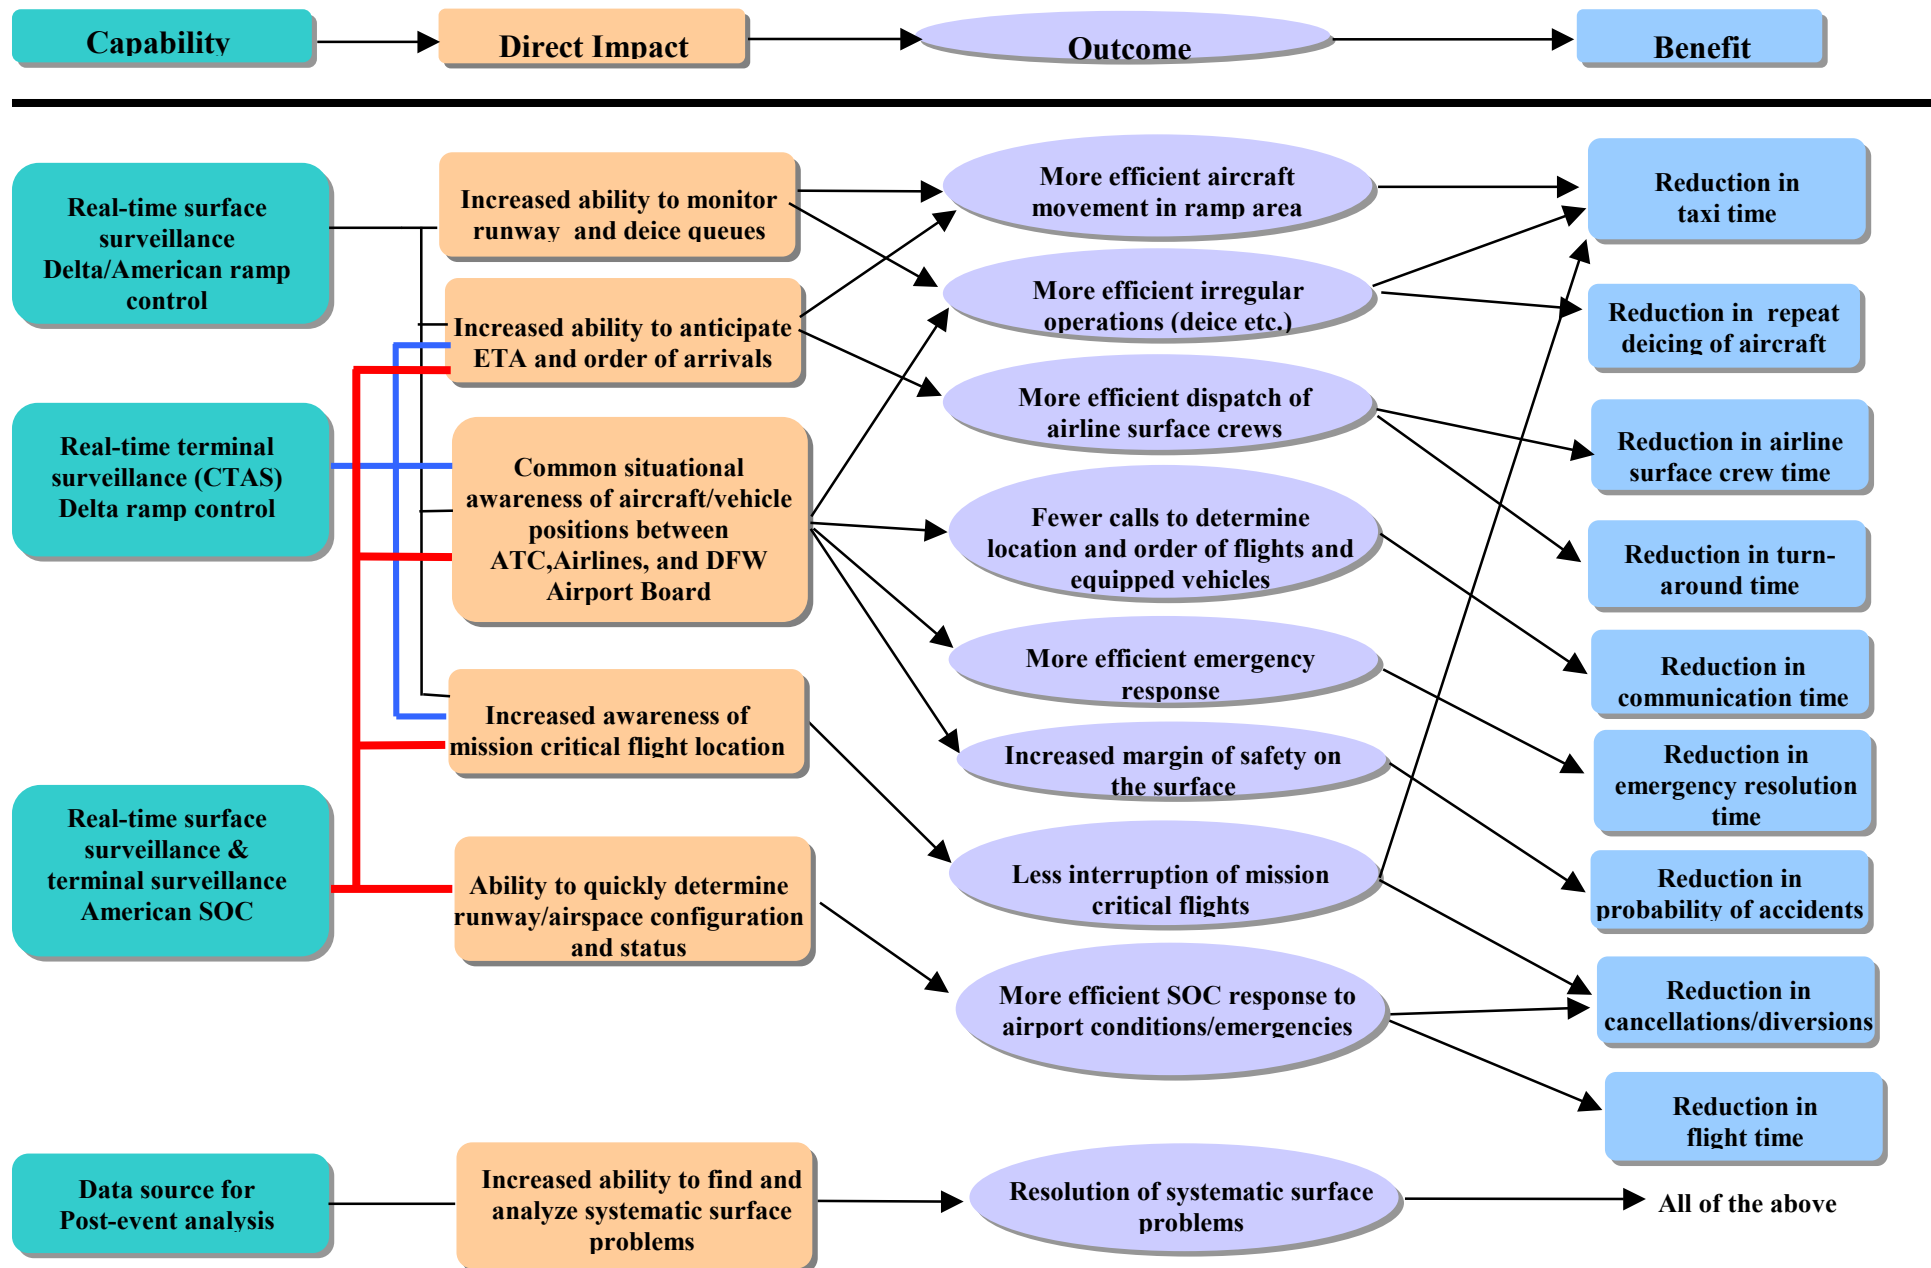 Capability
Direct Impact
Outcome
Benefit
Real-time surface
surveillance
Delta/American ramp
control
Real-time terminal
surveillance (CTAS)
Delta ramp control
Real-time surface
surveillance &
terminal surveillance
American SOC
Data source for
Post-event analysis
Increased ability to monitor
runway and deice queues
Increased ability to anticipate
ETA and order of arrivals
Common situational
awareness of aircraft/vehicle
positions between
ATC,Airlines, and DFW
Airport Board
Increased awareness of
mission critical flight location
Ability to quickly determine
runway/airspace configuration
and status
Increased ability to find and
analyze systematic surface
problems
More efficient aircraft
movement in ramp area
More efficient irregular
operations (deice etc.)
More efficient dispatch of
airline surface crews
Fewer calls to determine
location and order of flights and
equipped vehicles
More efficient emergency
response
Increased margin of safety on
the surface
Less interruption of mission
critical flights
More efficient SOC response to
airport conditions/emergencies
Resolution of systematic surface
problems
Reduction in
taxi time
Reduction in repeat
deicing of aircraft
Reduction in airline
surface crew time
Reduction in turn-
around time
Reduction in
communication time
Reduction in
emergency resolution
time
Reduction in
probability of accidents
Reduction in
cancellations/diversions
Reduction in
flight time
All of the above